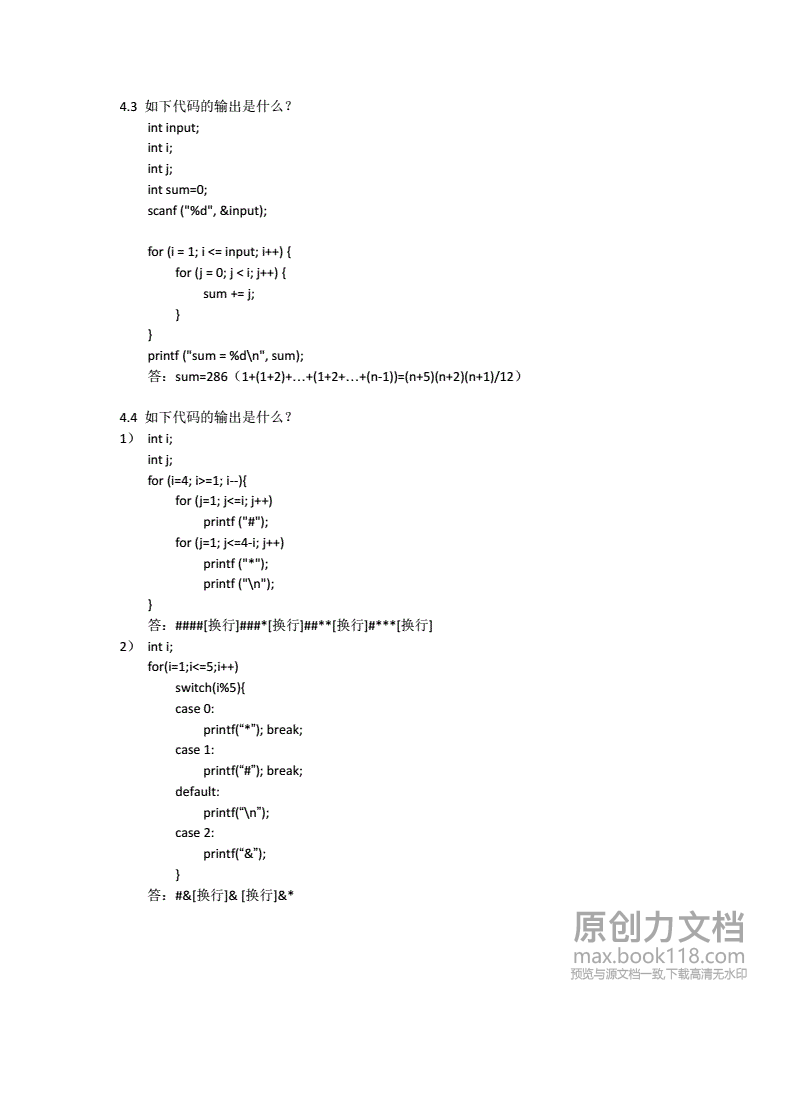 4.3 如下代码的输出是什么？
int input;
int i;
int j;
int sum=0;
scanf ("%d", &input);
for (i = 1; i <= input; i++) {
for (j = 0; j < i; j++) {
sum += j;
}
}
printf ("sum = %d\n", sum);
答：sum=286（1+(1+2)+…+(1+2+…+(n-1))=(n+5)(n+2)(n+1)/12）
4.4 如下代码的输出是什么？
1） int i;
int j;
for (i=4; i>=1; i--){
for (j=1; j<=i; j++)
printf ("#");
for (j=1; j<=4-i; j++)
printf ("*");
printf ("\n");
}
答：####[换行]###*[换行]##**[换行]#***[换行]
2） int i;
for(i=1;i<=5;i++)
switch(i%5){
case 0:
printf(“*”); break;
case 1:
printf(“#”); break;
default:
printf(“\n”);
case 2:
printf(“&”);
}
答：#&[换行]& [换行]&*
原创力文档
max.book118.com
预览与源文档一致,下载高清无水印